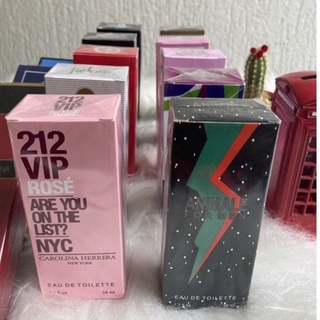 212
VIP
ROSÉ
ARE YOU
ON THE
LIST?
NYC
CAROLINA HERRERA
NEW YORK
EAU DE TOILETTE
ANIMALE
FOR MEN
EAU DE TOILETTE